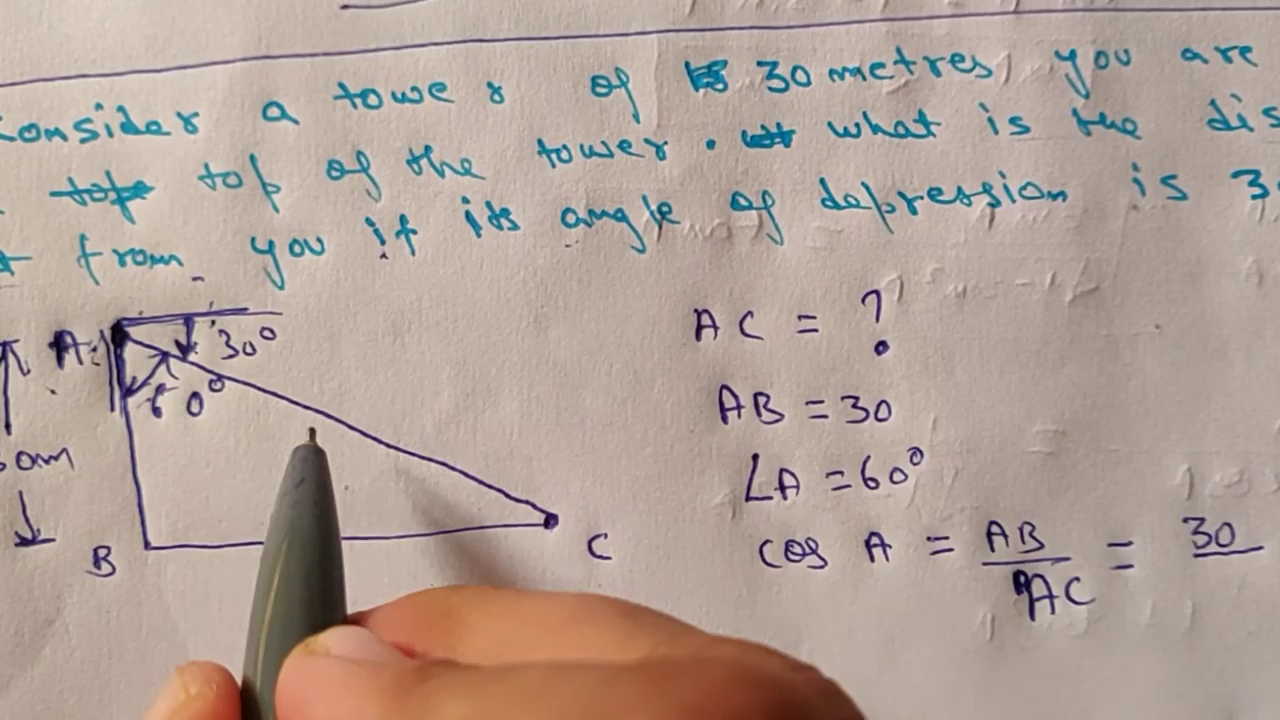 Consider a tower of 30 metres, you are
top of the tower. what is the dis
from you if its angle of depression is 3
A
30°
60°
B
C
AC = ?
AB = 30
∠A = 60°
cos A = AB/AC = 30